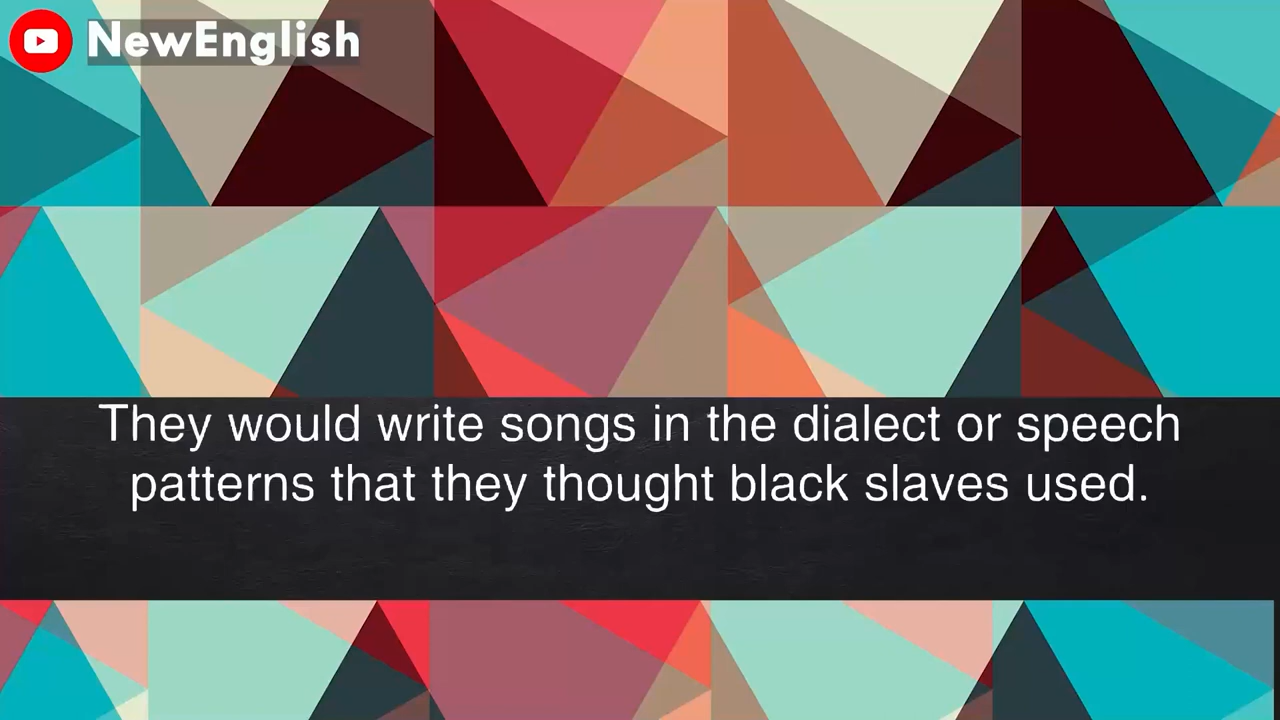 NewEnglish
They would write songs in the dialect or speech
patterns that they thought black slaves used.